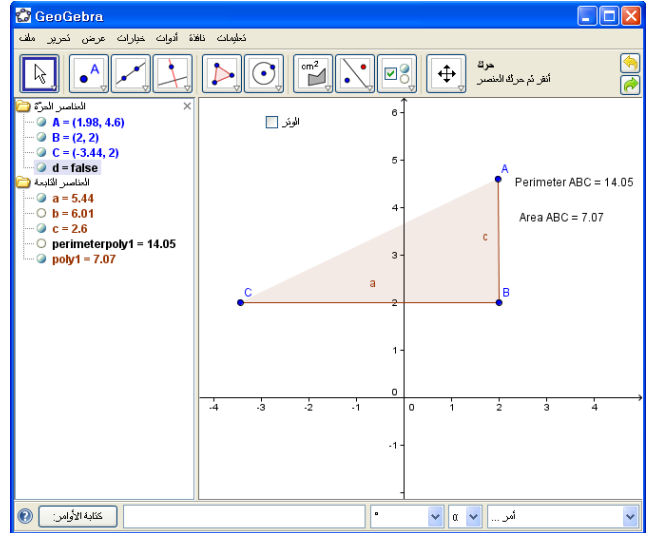 GeoGebra
ملف تحرير عرض خيارات أدوات نافذة تعليمات
A
cm²
حرك
أنقر ثم حرك العنصر
العناصر الحرّة
A = (1.98, 4.6)
B = (2, 2)
C = (-3.44, 2)
d = false
العناصر التابعة
a = 5.44
b = 6.01
c = 2.6
perimeterpoly1 = 14.05
poly1 = 7.07
الوتر
6
5
4
3
2
1
0
-1
-4 -3 -2 -1 0 1 2 3 4
A
Perimeter ABC = 14.05
Area ABC = 7.07
c
a
C
B
كتابة الأوامر:
°
α
أمر ...